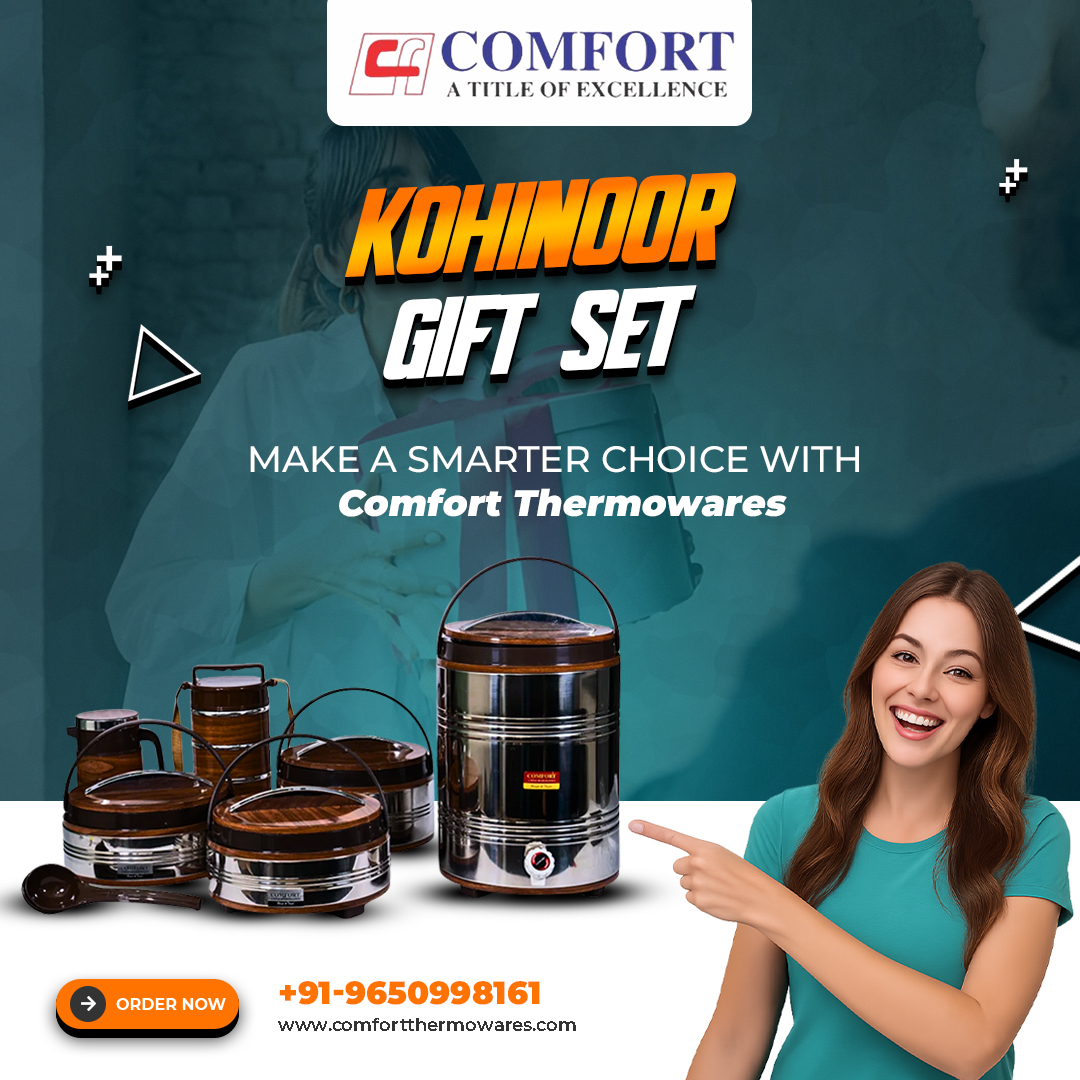 COMFORT
A TITLE OF EXCELLENCE
KOHINOOR
GIFT SET
MAKE A SMARTER CHOICE WITH
Comfort Thermowares
COMFORT
COMFORT
ORDER NOW
+91-9650998161
www.comfortthermowares.com